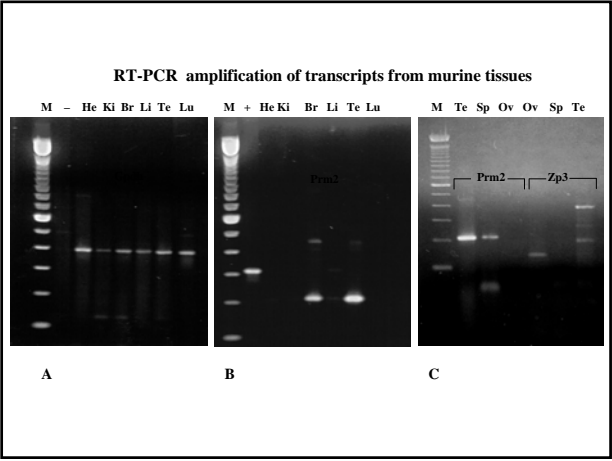 RT-PCR amplification of transcripts from murine tissues
M – He Ki Br Li Te Lu
M + He Ki Br Li Te Lu
M Te Sp Ov Ov Sp Te
Prm2
Prm2 Zp3
A B C